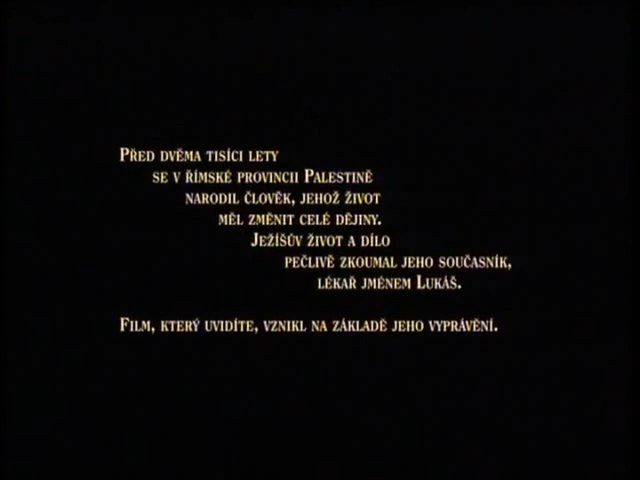 Před dvěma tisíci lety
se v římské provincii Palestině
narodil člověk, jehož život
měl změnit celé dějiny.
Ježíšův život a dílo
pečlivě zkoumal jeho současník,
lékař jménem Lukáš.
Film, který uvidíte, vznikl na základě jeho vyprávění.